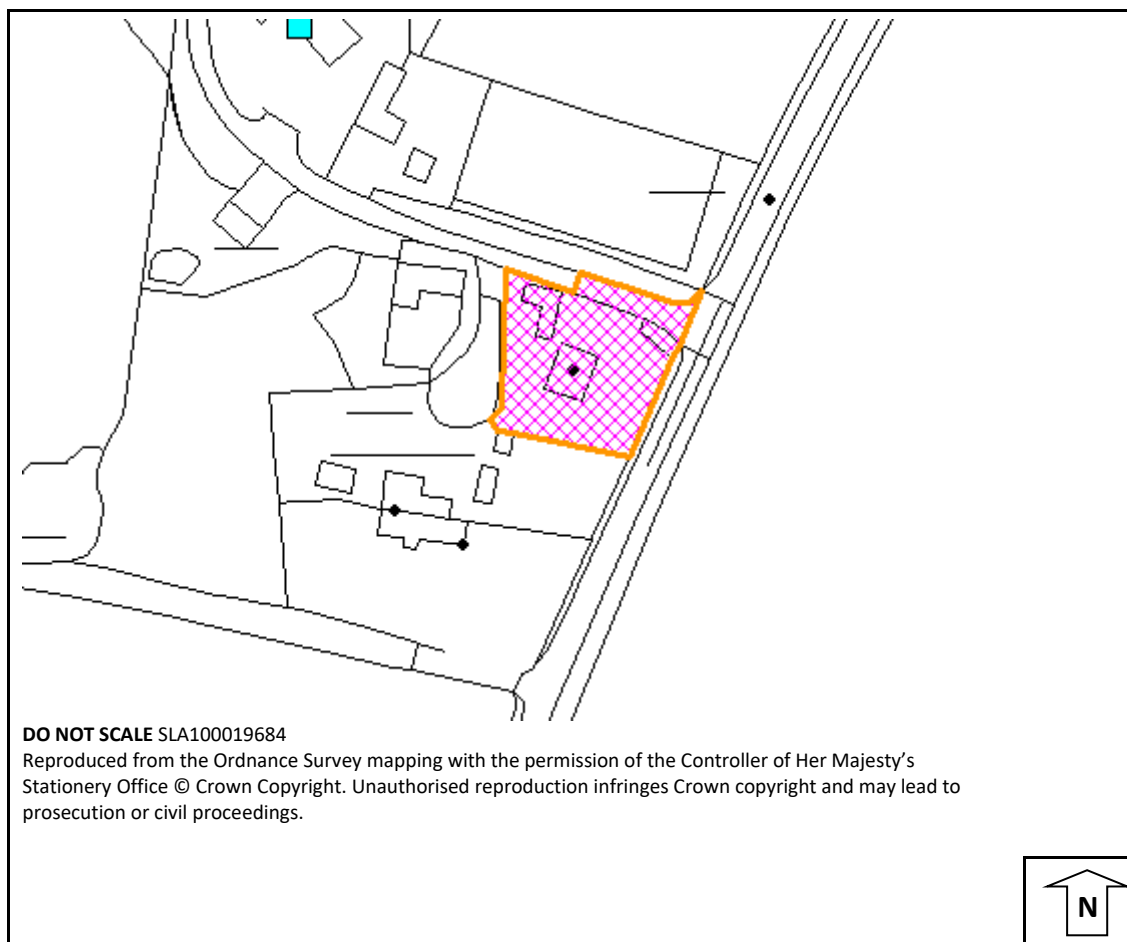 DO NOT SCALE SLA100019684
Reproduced from the Ordnance Survey mapping with the permission of the Controller of Her Majesty’s
Stationery Office © Crown Copyright. Unauthorised reproduction infringes Crown copyright and may lead to
prosecution or civil proceedings.
N